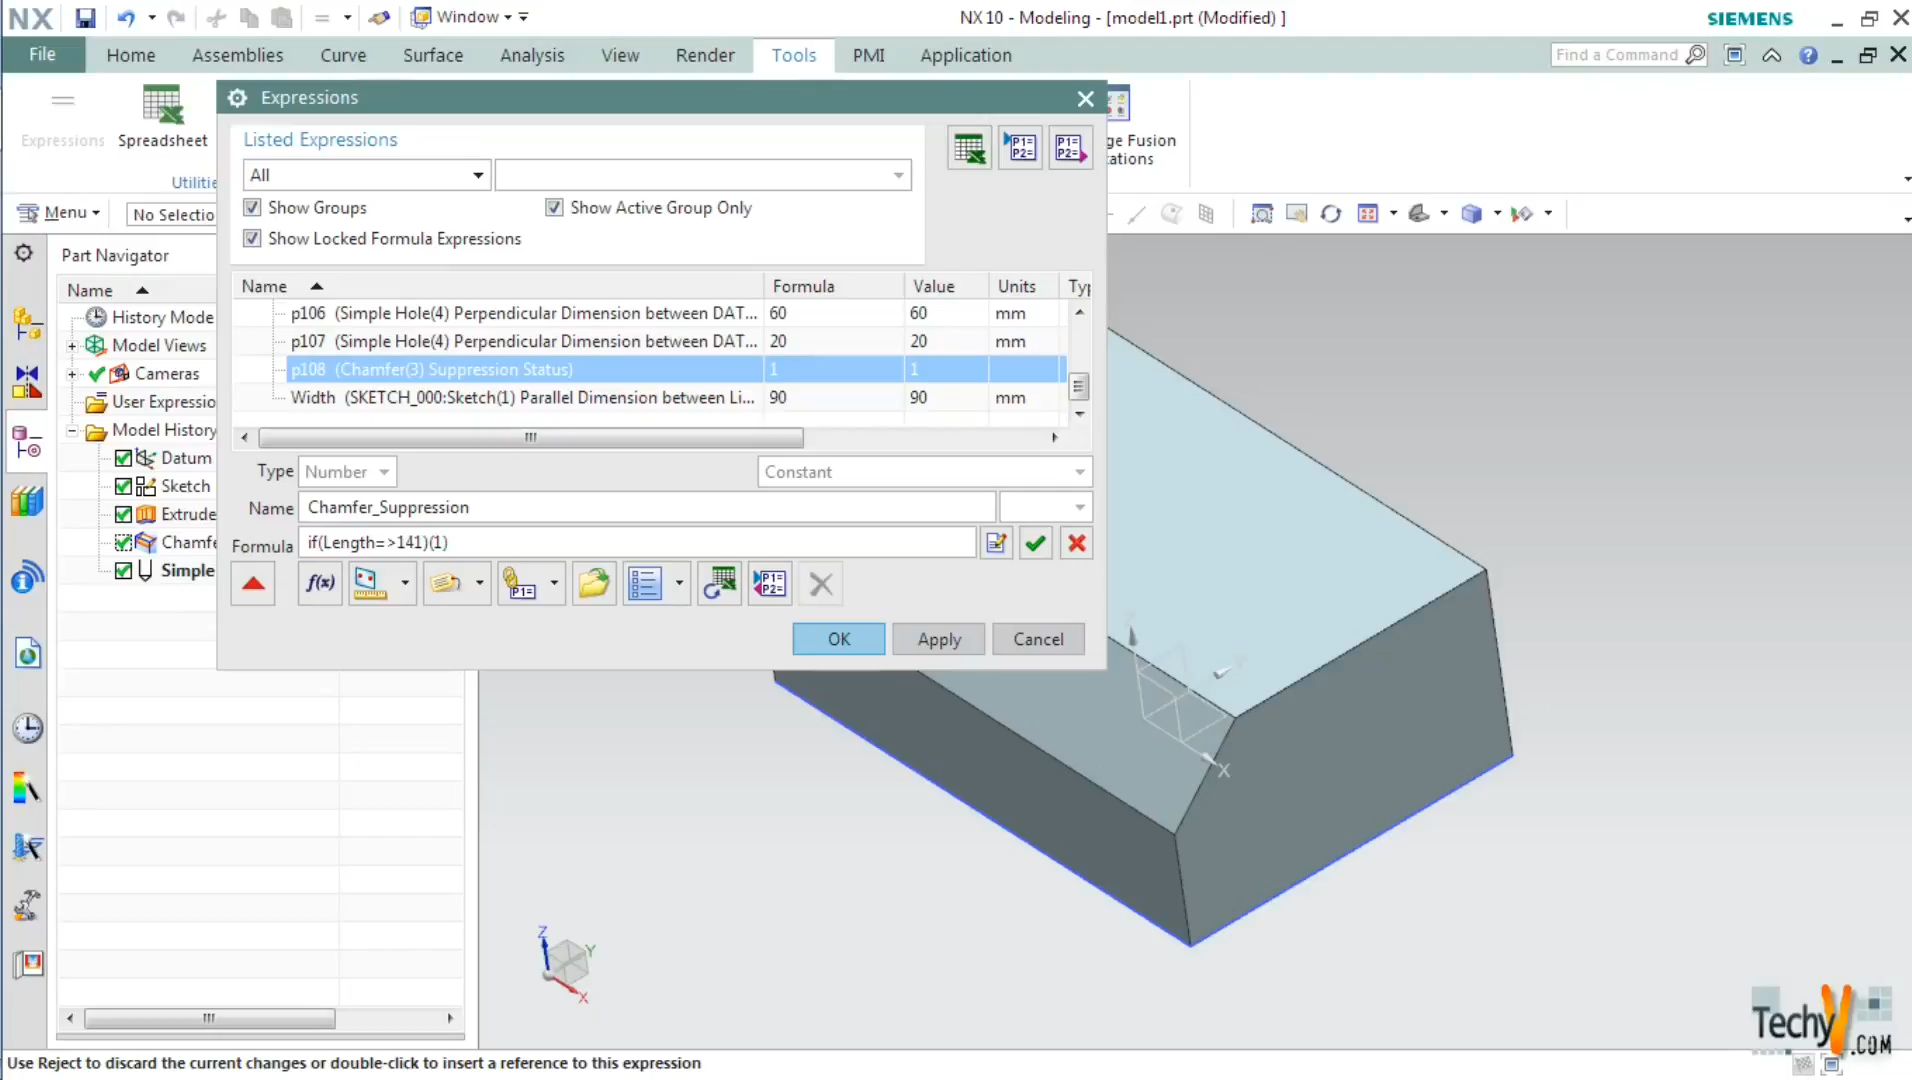 NX
Window
NX 10 - Modeling - [model1.prt (Modified) ]
SIEMENS
File
Home
Assemblies
Curve
Surface
Analysis
View
Render
Tools
PMI
Application
Find a Command
Expressions
Spreadsheet
Utilitie
ge Fusion
ations
Menu
No Selectio
Expressions
Listed Expressions
All
Show Groups
Show Active Group Only
Show Locked Formula Expressions
Name
Formula
Value
Units
Typ
p106 (Simple Hole(4) Perpendicular Dimension between DAT... 60 60 mm
p107 (Simple Hole(4) Perpendicular Dimension between DAT... 20 20 mm
p108 (Chamfer(3) Suppression Status) 1 1
Width (SKETCH_000:Sketch(1) Parallel Dimension between Li... 90 90 mm
Type
Number
Constant
Name
Chamfer_Suppression
Formula
if(Length=>141)(1)
f(x)
P1=
P1=
P2=
OK
Apply
Cancel
Part Navigator
Name
History Mode
Model Views
Cameras
User Expressio
Model History
Datum
Sketch
Extrude
Chamfe
Simple
X
Z
Y
X
TechyV
.COM
Use Reject to discard the current changes or double-click to insert a reference to this expression